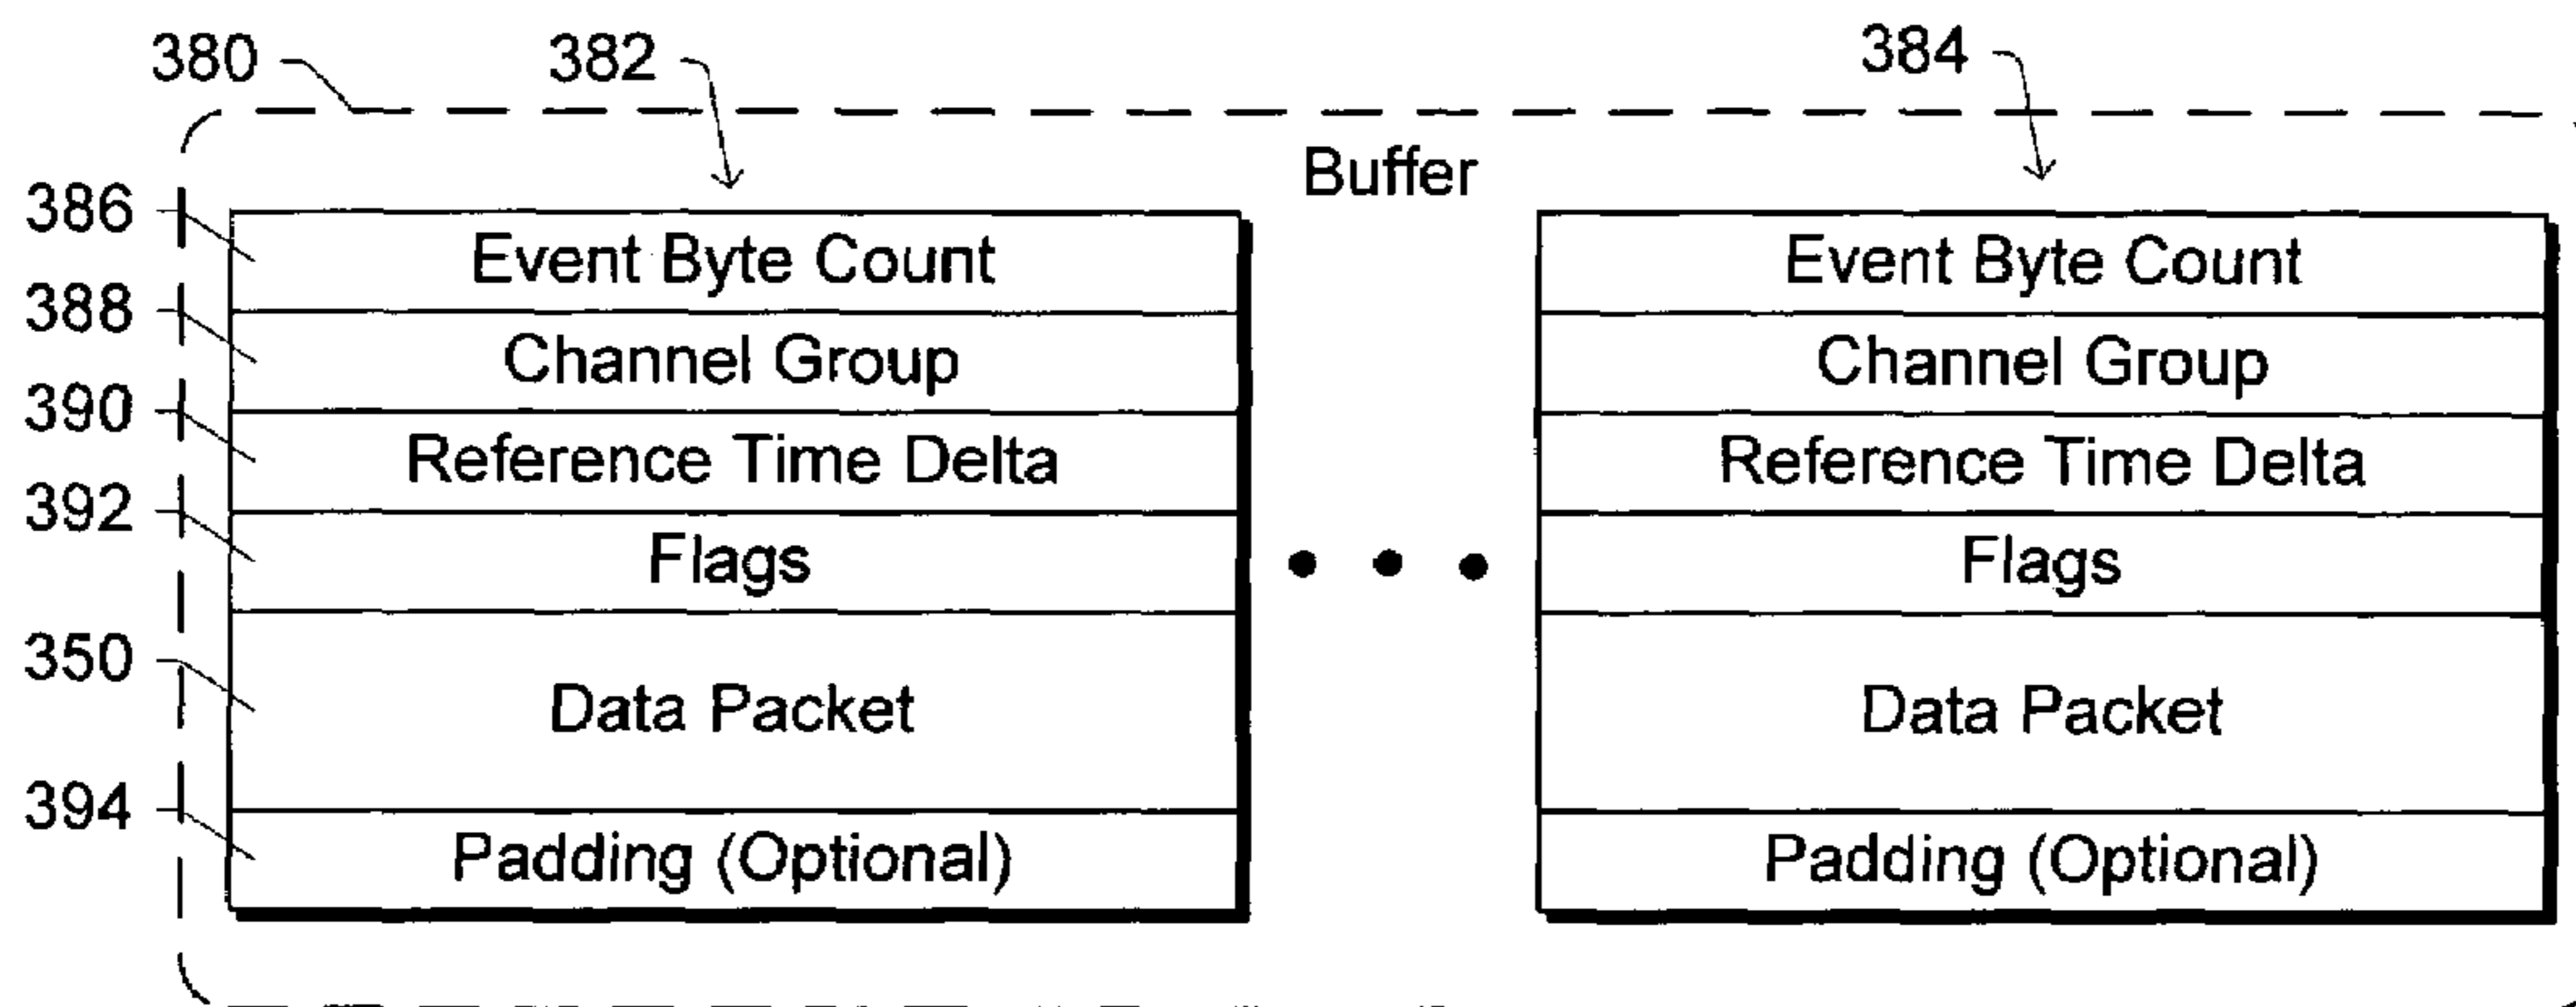 380
382
384
Buffer
386
Event Byte Count
Event Byte Count
388
Channel Group
Channel Group
390
Reference Time Delta
Reference Time Delta
392
Flags
Flags
350
Data Packet
Data Packet
394
Padding (Optional)
Padding (Optional)